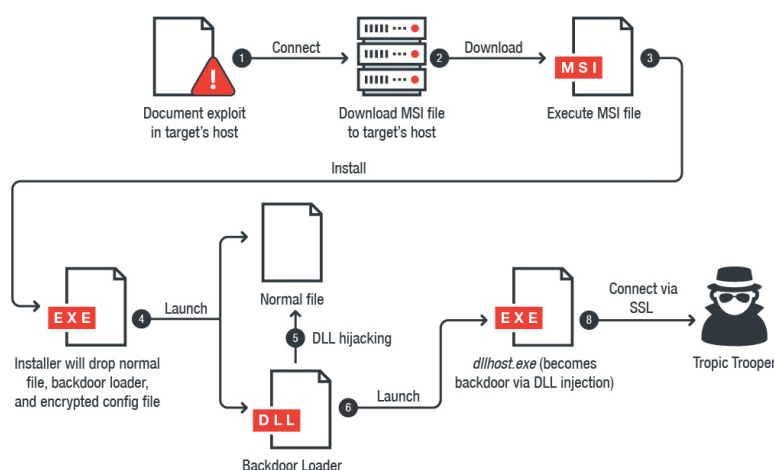 1
Connect
2
Download
MSI
3
Document exploit
in target's host
Download MSI file
to target's host
Execute MSI file
Install
EXE
4
Launch
Normal file
5
DLL hijacking
Installer will drop normal
file, backdoor loader,
and encrypted config file
DLL
6
Launch
Backdoor Loader
EXE
8
Connect via
SSL
dllhost.exe (becomes
backdoor via DLL injection)
Tropic Trooper